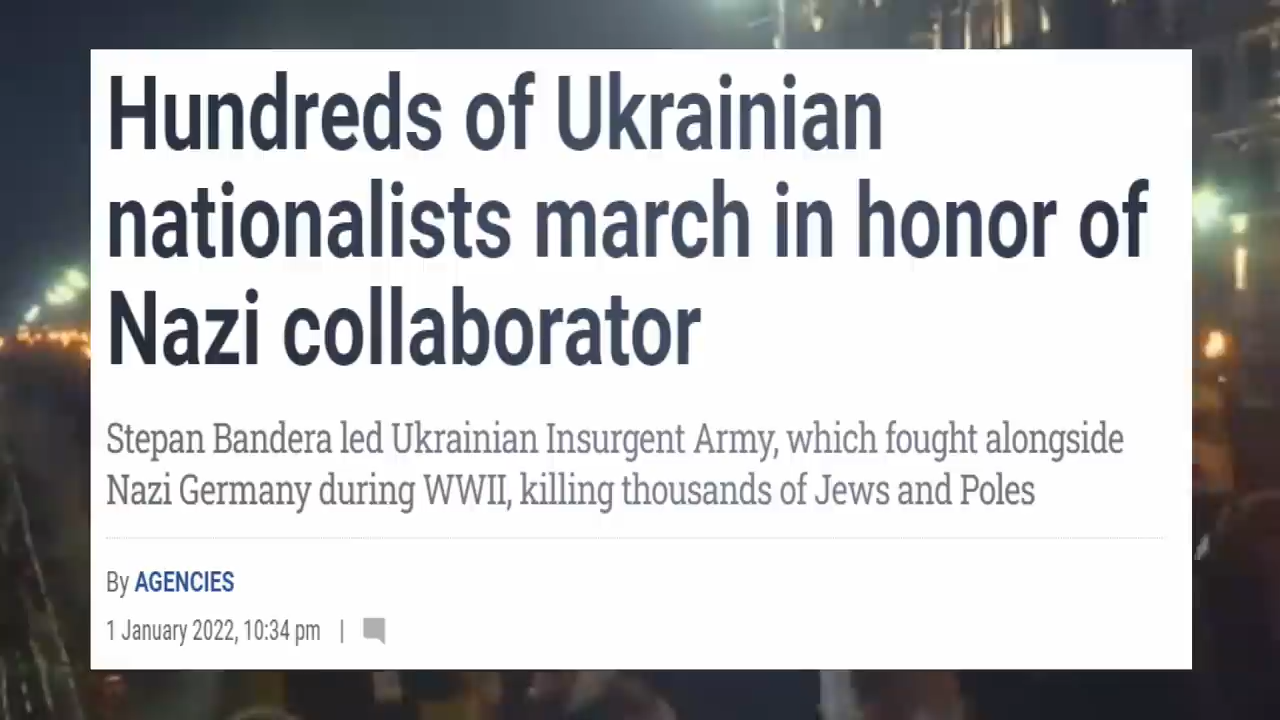 Hundreds of Ukrainian
nationalists march in honor of
Nazi collaborator
Stepan Bandera led Ukrainian Insurgent Army, which fought alongside
Nazi Germany during WWII, killing thousands of Jews and Poles
By AGENCIES
1 January 2022, 10:34 pm |